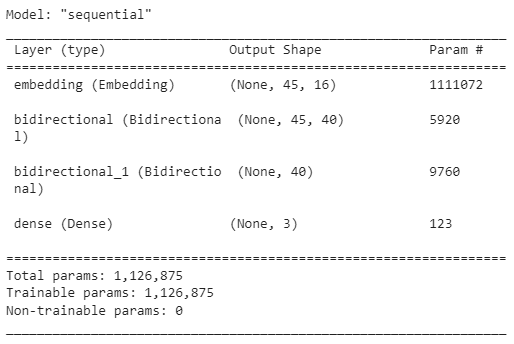 Model: "sequential"
Layer (type) Output Shape Param #
embedding (Embedding) (None, 45, 16) 1111072
bidirectional (Bidirectiona (None, 45, 40) 5920
l)
bidirectional_1 (Bidirectio (None, 40) 9760
nal)
dense (Dense) (None, 3) 123
Total params: 1,126,875
Trainable params: 1,126,875
Non-trainable params: 0